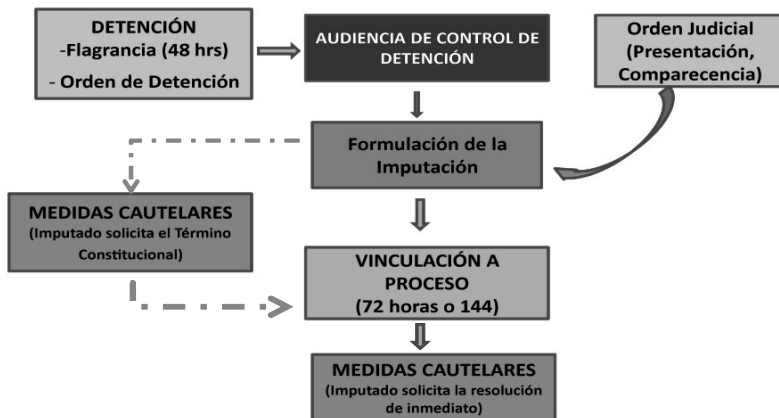 DETENCIÓN
-Flagrancia (48 hrs)
- Orden de Detención
AUDIENCIA DE CONTROL DE
DETENCIÓN
Orden Judicial
(Presentación,
Comparecencia)
Formulación de la
Imputación
MEDIDAS CAUTELARES
(Imputado solicita el Término
Constitucional)
VINCULACIÓN A
PROCESO
(72 horas o 144)
MEDIDAS CAUTELARES
(Imputado solicita la resolución
de inmediato)